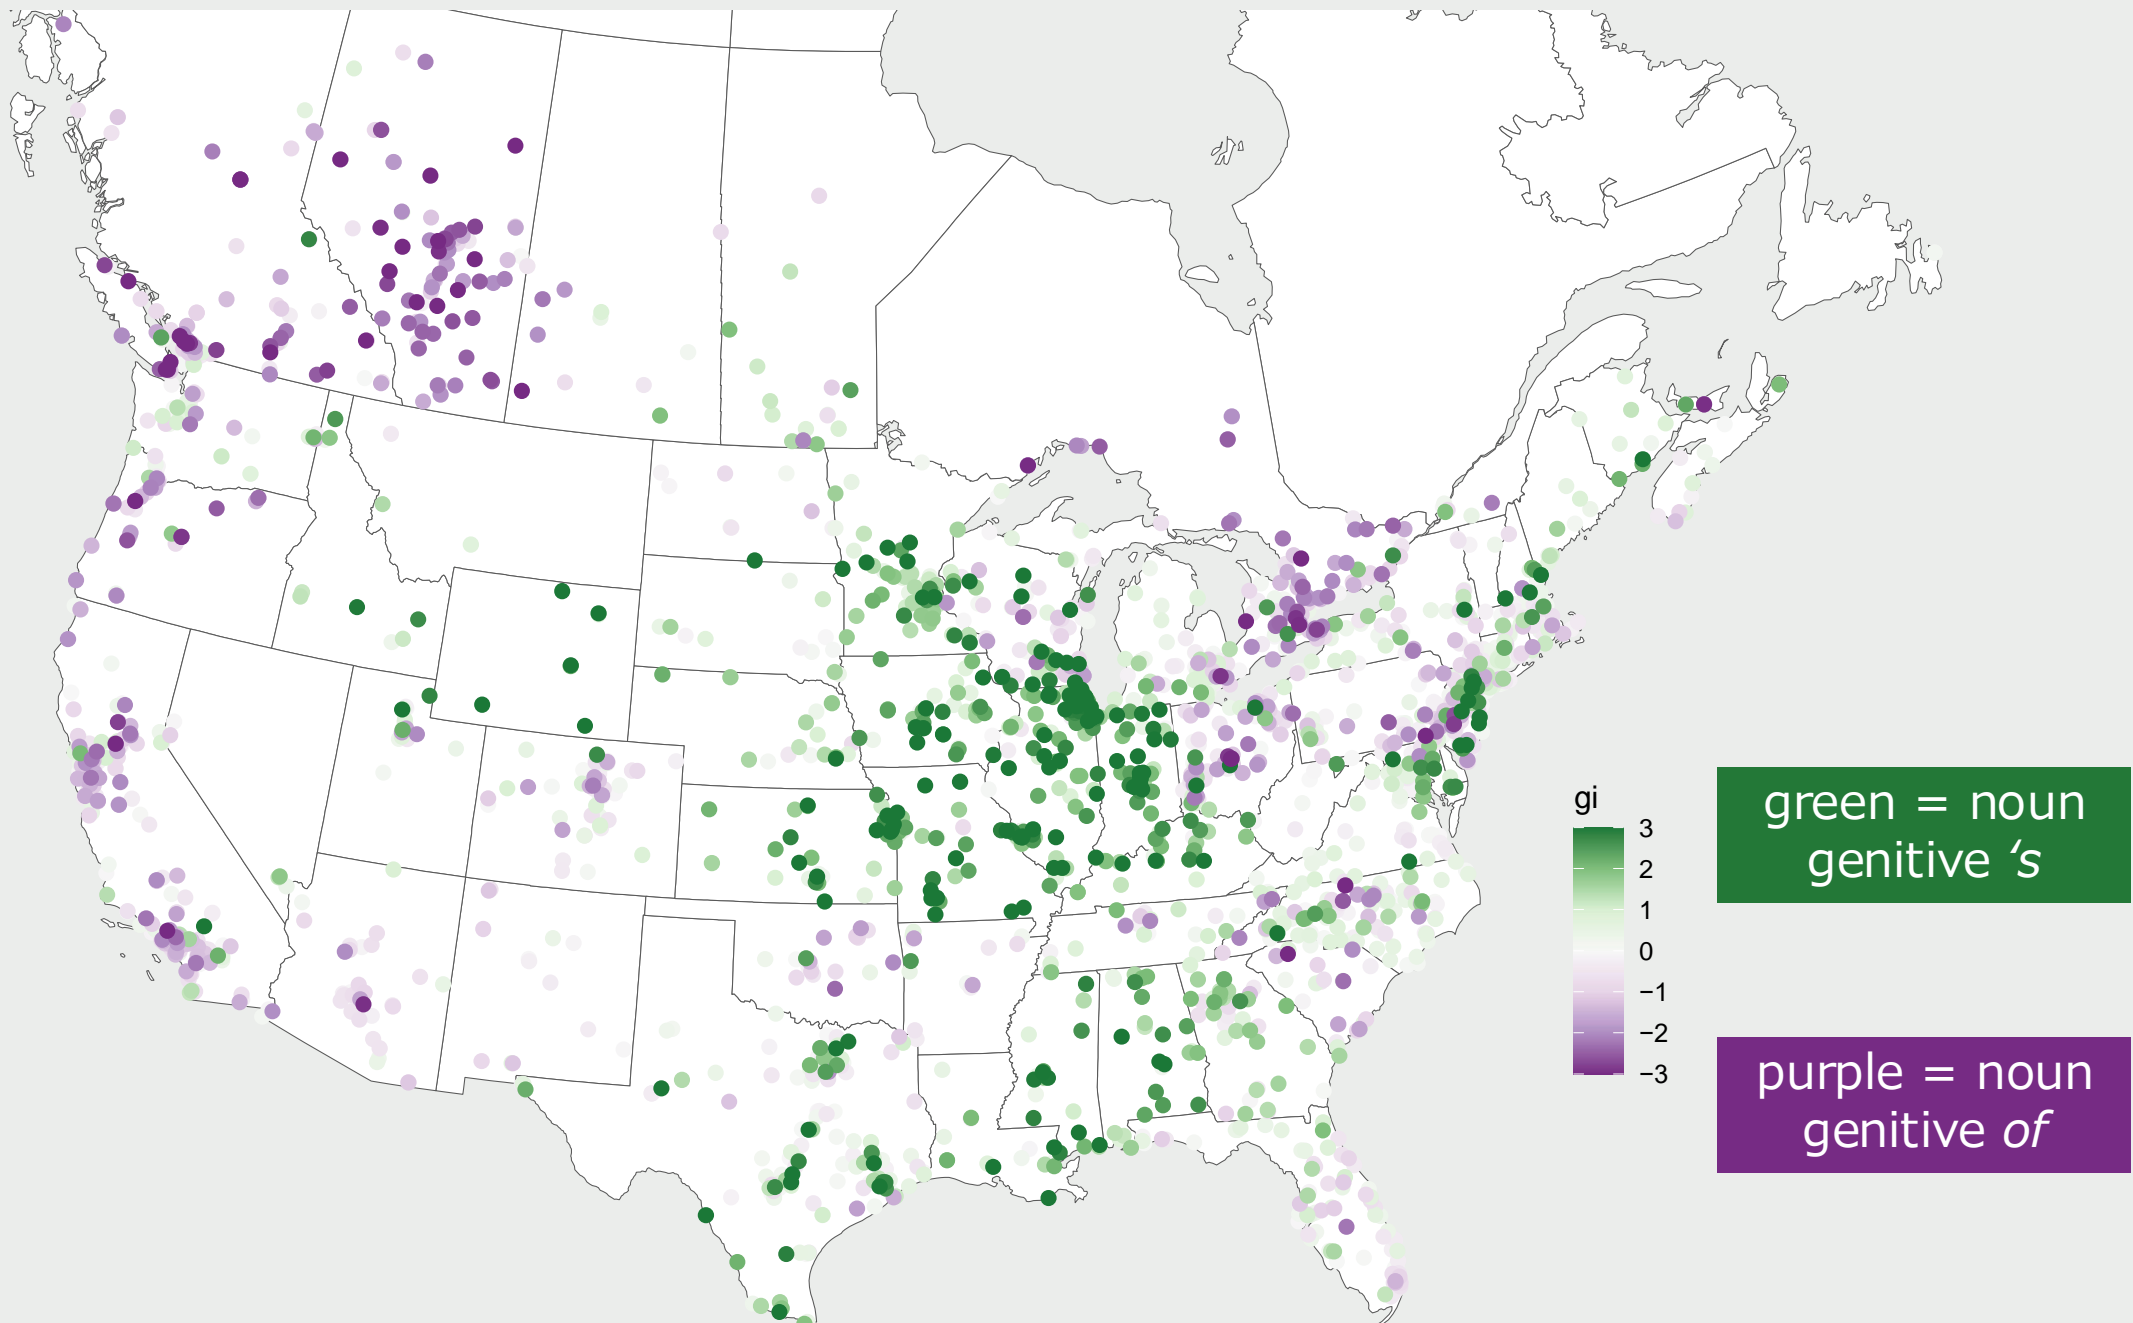 gi
3
2
1
0
−1
−2
−3
green = noun
genitive ‘s
purple = noun
genitive of